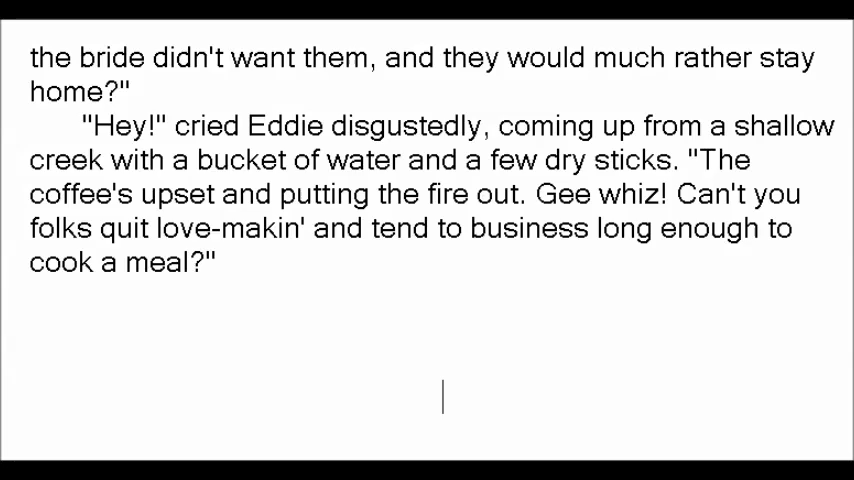 the bride didn't want them, and they would much rather stay
home?"
"Hey!" cried Eddie disgustedly, coming up from a shallow
creek with a bucket of water and a few dry sticks. "The
coffee's upset and putting the fire out. Gee whiz! Can't you
folks quit love-makin' and tend to business long enough to
cook a meal?"